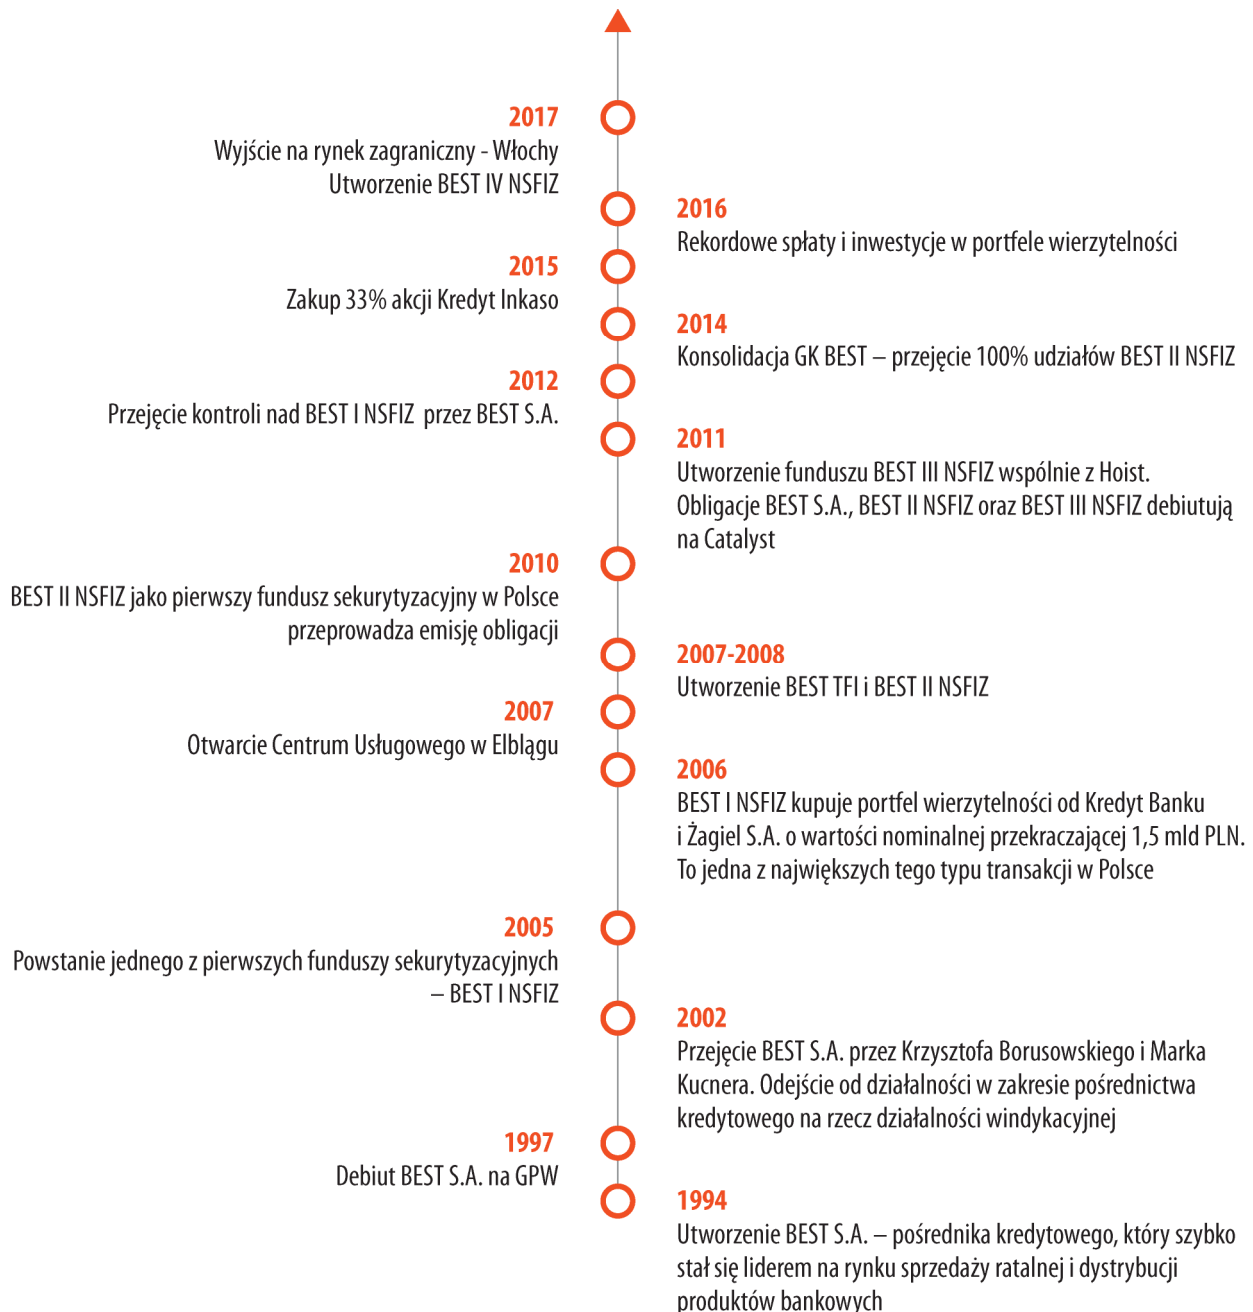 2017
Wyjście na rynek zagraniczny - Włochy
Utworzenie BEST IV NSFIZ
2016
Rekordowe spłaty i inwestycje w portfele wierzytelności
2015
Zakup 33% akcji Kredyt Inkaso
2014
Konsolidacja GK BEST – przejęcie 100% udziałów BEST II NSFIZ
2012
Przejęcie kontroli nad BEST I NSFIZ przez BEST S.A.
2011
Utworzenie funduszu BEST III NSFIZ wspólnie z Hoist.
Obligacje BEST S.A., BEST II NSFIZ oraz BEST III NSFIZ debiutują
na Catalyst
2010
BEST II NSFIZ jako pierwszy fundusz sekurytyzacyjny w Polsce
przeprowadza emisję obligacji
2007-2008
Utworzenie BEST TFI i BEST II NSFIZ
2007
Otwarcie Centrum Usługowego w Elblągu
2006
BEST I NSFIZ kupuje portfel wierzytelności od Kredyt Banku
i Żagiel S.A. o wartości nominalnej przekraczającej 1,5 mld PLN.
To jedna z największych tego typu transakcji w Polsce
2005
Powstanie jednego z pierwszych funduszy sekurytyzacyjnych
– BEST I NSFIZ
2002
Przejęcie BEST S.A. przez Krzysztofa Borusowskiego i Marka
Kucnera. Odejście od działalności w zakresie pośrednictwa
kredytowego na rzecz działalności windykacyjnej
1997
Debiut BEST S.A. na GPW
1994
Utworzenie BEST S.A. – pośrednika kredytowego, który szybko
stał się liderem na rynku sprzedaży ratalnej i dystrybucji
produktów bankowych